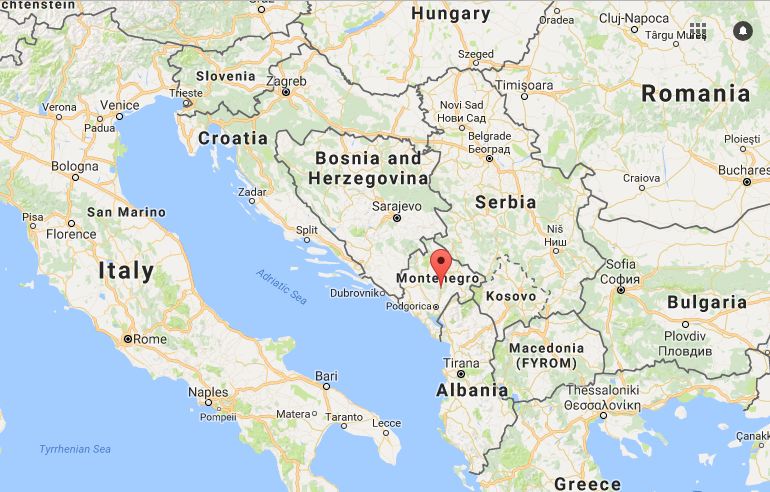 chtenstein
Graz
Hungary
Oradea
Cluj-Napoca
Târgu Mureș
Slovenia
Zagreb
Szeged
Timișoara
Romania
Verona
Venice
Trieste
Padua
Croatia
Novi Sad
Нови Сад
Belgrade
Београд
Ploiești
Bologna
Bosnia and
Herzegovina
Craiova
Buchares
Pisa
Florence
San Marino
Zadar
Sarajevo
Serbia
Split
Niš
Ниш
Italy
Adriatic Sea
Dubrovnik
Montenegro
Podgorica
Kosovo
Sofia
София
Bulgaria
Rome
Macedonia
(FYROM)
Plovdiv
Пловдив
Tirana
Albania
Bari
Naples
Pompeii
Matera
Taranto
Lecce
Thessaloniki
Θεσσαλονίκη
Tyrrhenian Sea
Çanakk
Greece